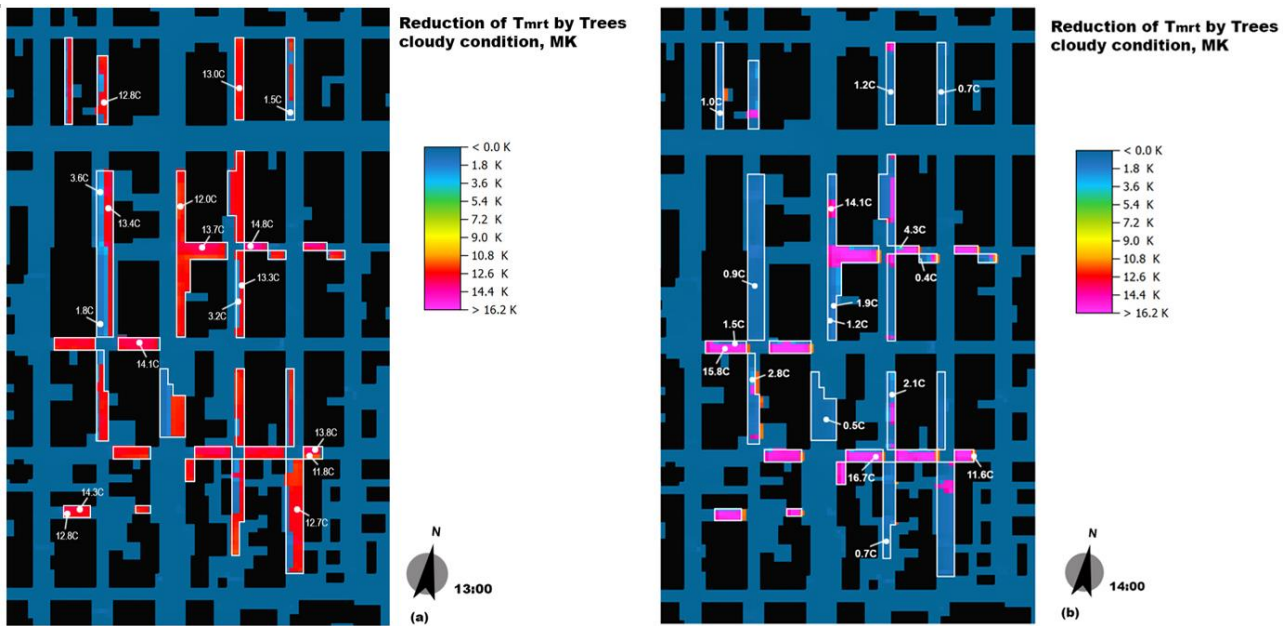 Reduction of Tmrt by Trees
cloudy condition, MK
12.8C
13.0C
1.5C
< 0.0 K
1.8 K
3.6 K
5.4 K
7.2 K
9.0 K
10.8 K
12.6 K
14.4 K
> 16.2 K
3.6C
13.4C
12.0C
13.7C
14.8C
13.3C
3.2C
1.8C
14.1C
13.8C
11.8C
14.3C
12.8C
12.7C
N
13:00
(a)
Reduction of Tmrt by Trees
cloudy condition, MK
1.0C
1.2C
0.7C
< 0.0 K
1.8 K
3.6 K
5.4 K
7.2 K
9.0 K
10.8 K
12.6 K
14.4 K
> 16.2 K
14.1C
4.3C
0.4C
0.9C
1.9C
1.2C
1.5C
15.8C
2.8C
2.1C
0.5C
16.7C
11.6C
0.7C
N
14:00
(b)